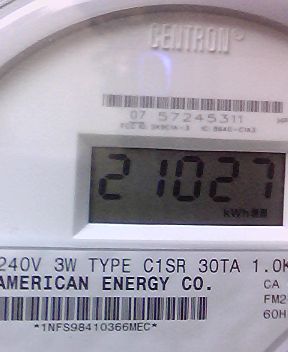 CENTRON®
07 57245311
21027
kWh
240V 3W TYPE C1SR 30TA 1.0K
AMERICAN ENERGY CO.
CA
FM2
60H
*1NFS98410366MEC*